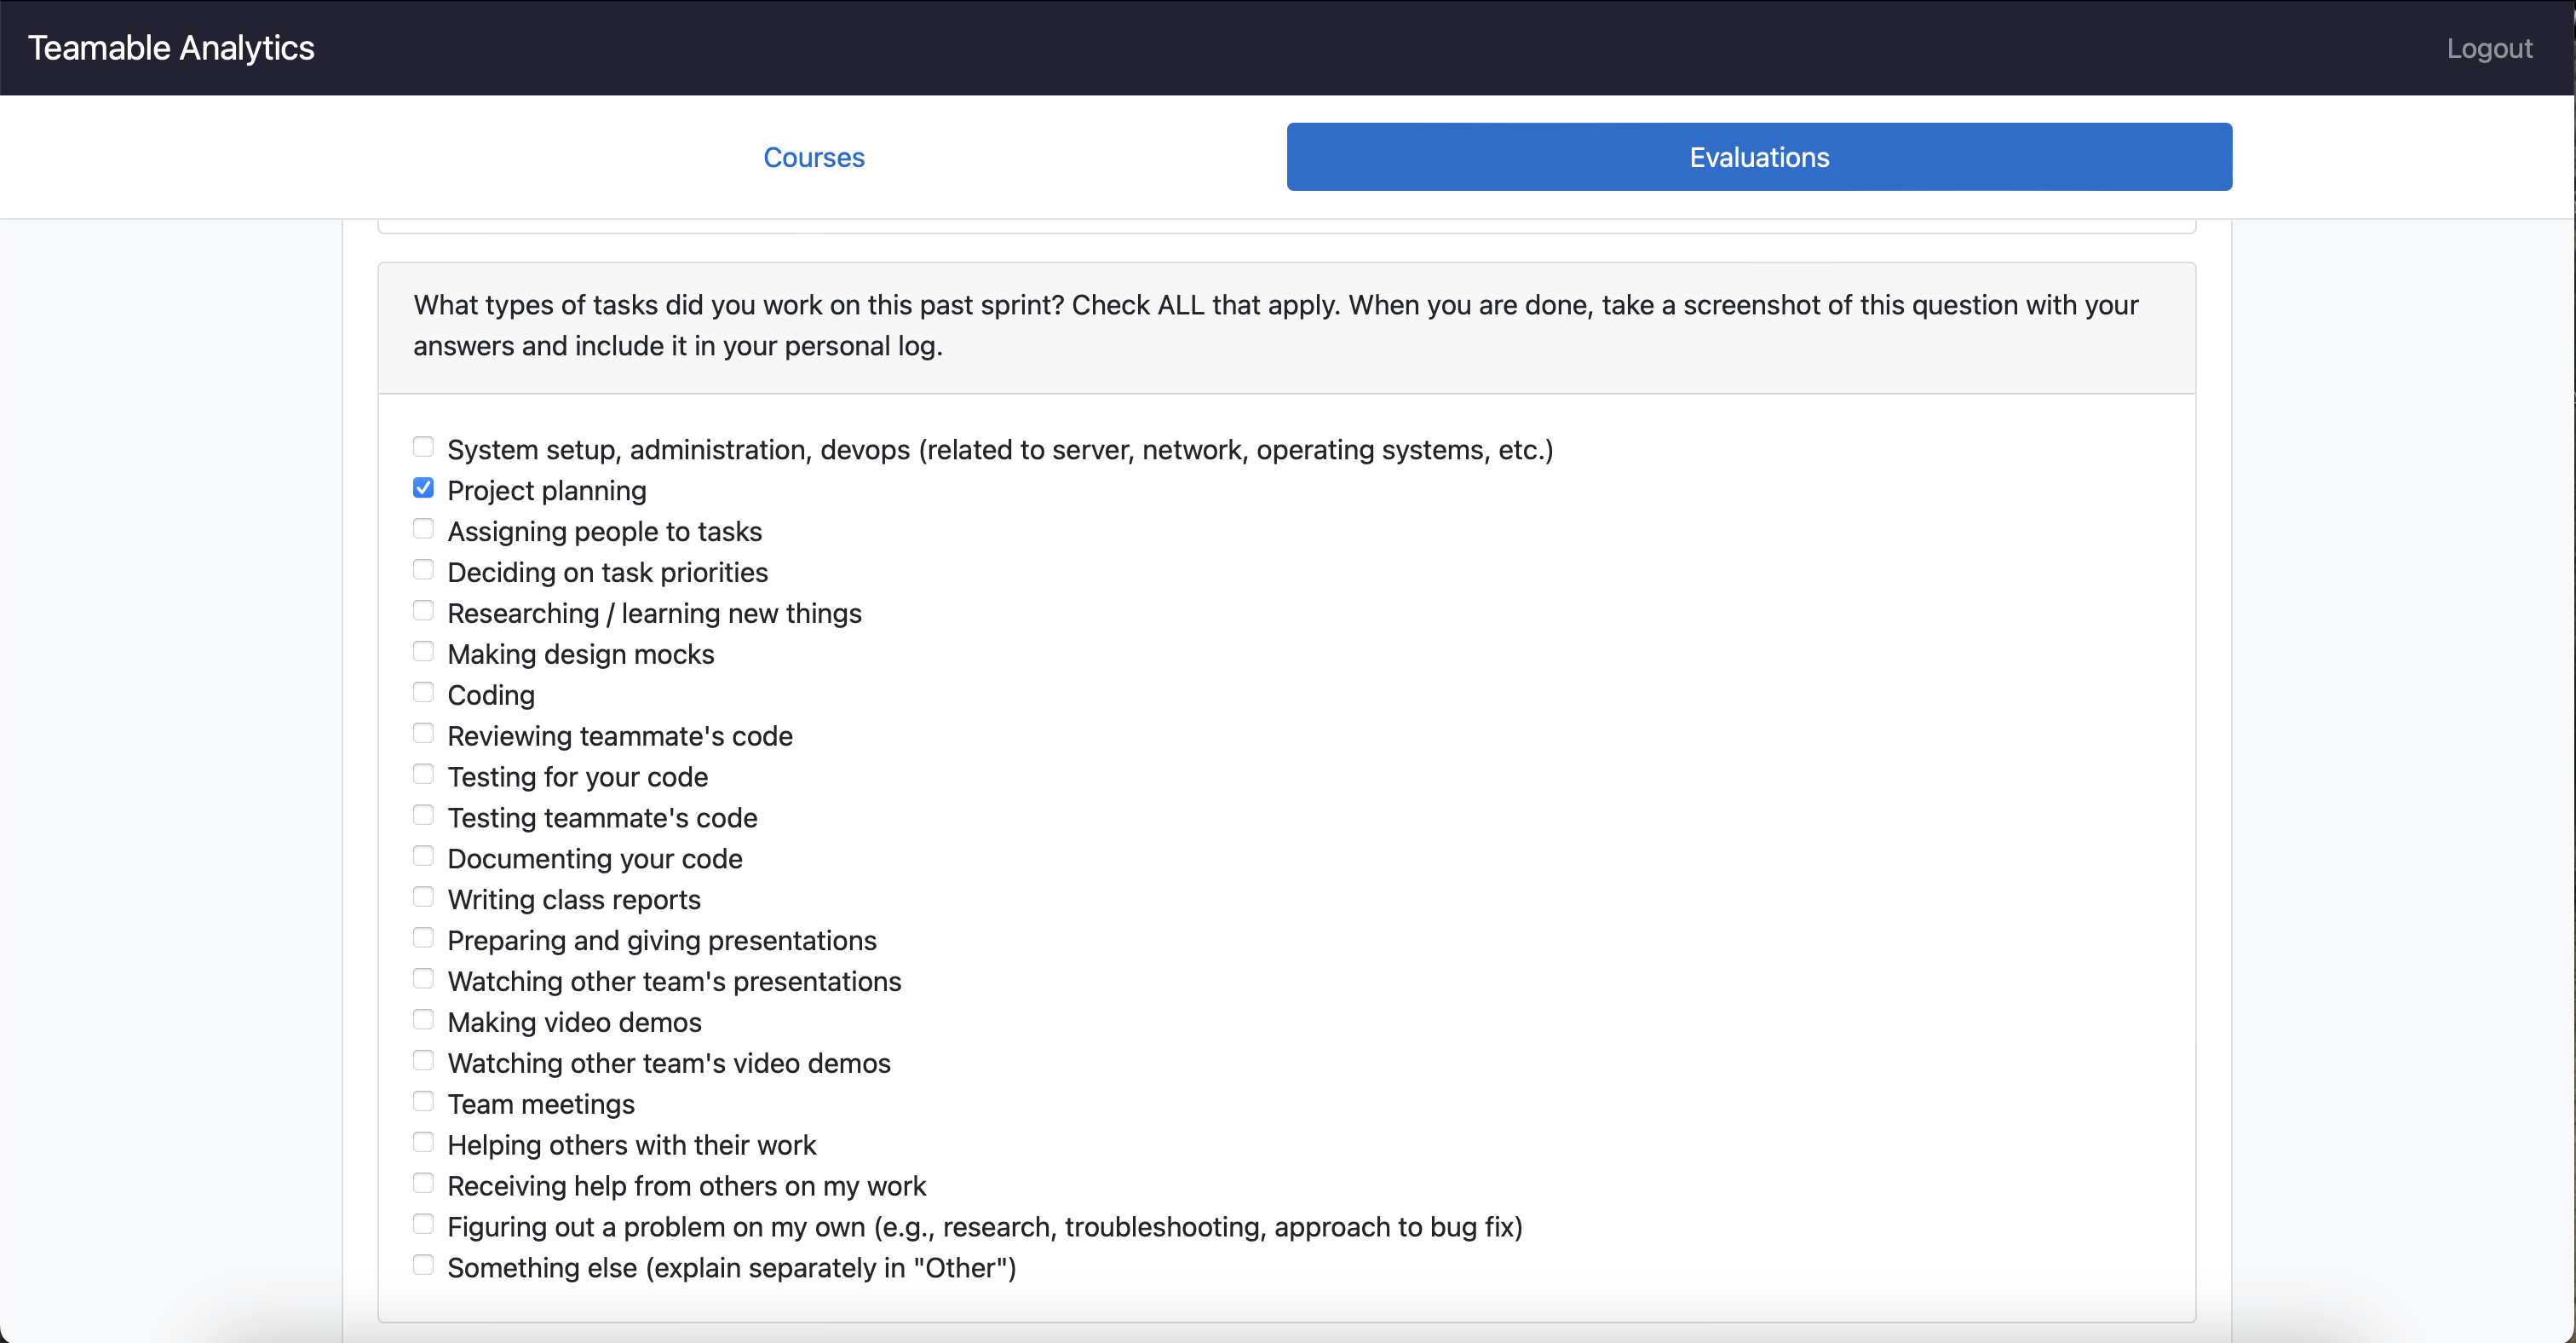 Teamable Analytics
Logout
Courses
Evaluations
What types of tasks did you work on this past sprint? Check ALL that apply. When you are done, take a screenshot of this question with your
answers and include it in your personal log.
System setup, administration, devops (related to server, network, operating systems, etc.)
Project planning
Assigning people to tasks
Deciding on task priorities
Researching / learning new things
Making design mocks
Coding
Reviewing teammate's code
Testing for your code
Testing teammate's code
Documenting your code
Writing class reports
Preparing and giving presentations
Watching other team's presentations
Making video demos
Watching other team's video demos
Team meetings
Helping others with their work
Receiving help from others on my work
Figuring out a problem on my own (e.g., research, troubleshooting, approach to bug fix)
Something else (explain separately in "Other")